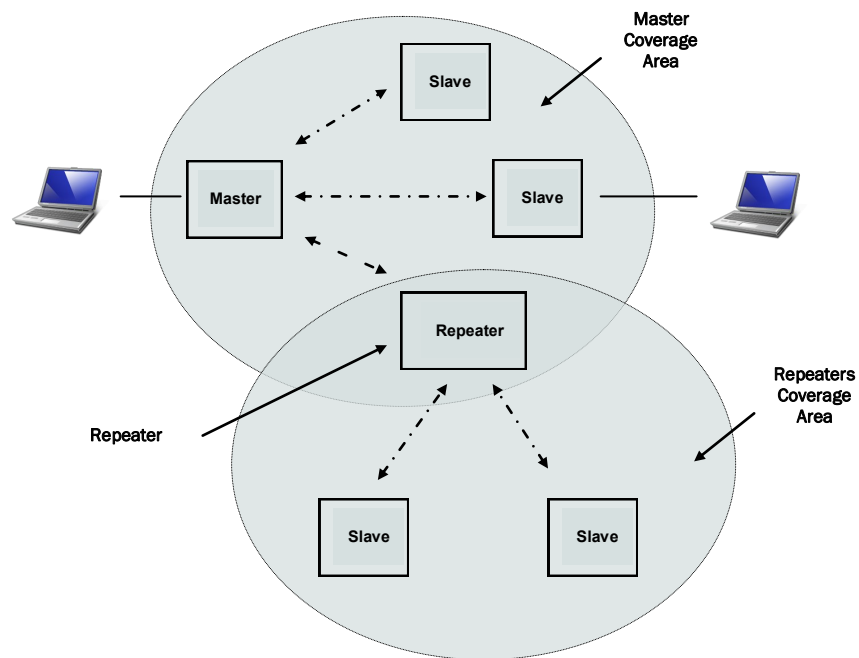 Master
Coverage
Area
Slave
Master
Slave
Repeater
Repeaters
Coverage
Area
Repeater
Slave
Slave